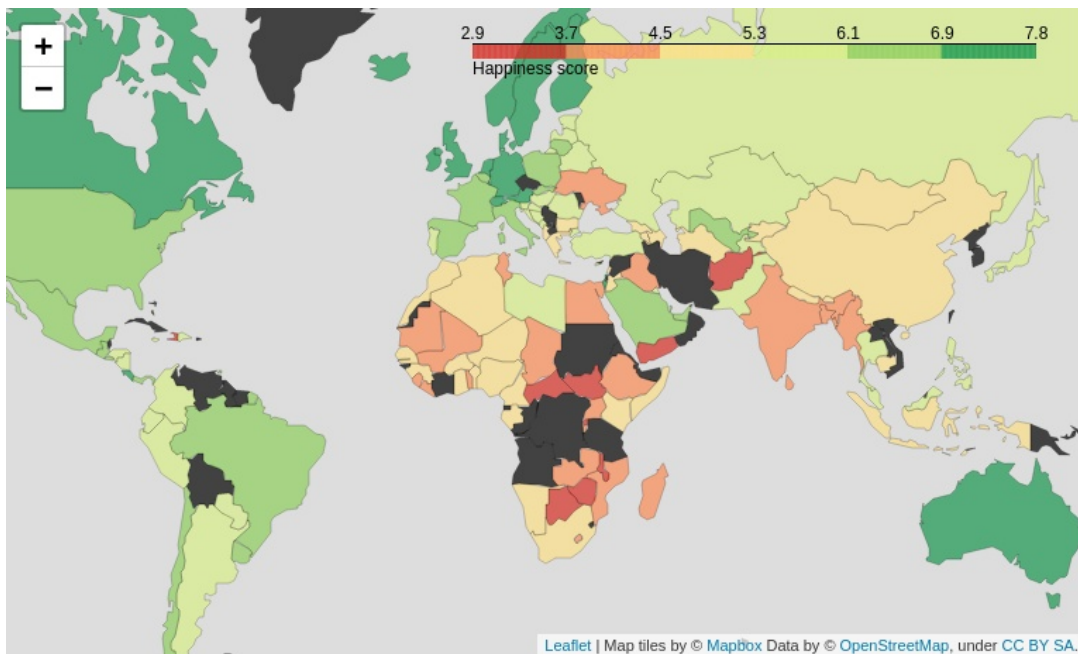 +
−
2.9 3.7 4.5 5.3 6.1 6.9 7.8
Happiness score
Leaflet | Map tiles by © Mapbox Data by © OpenStreetMap, under CC BY SA.